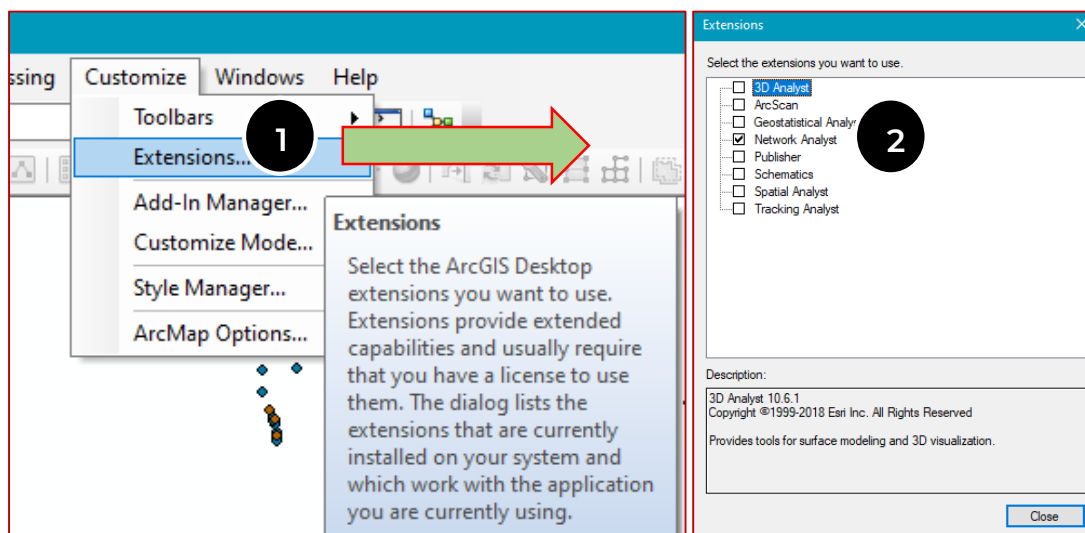 ssing Customize Windows Help
Toolbars
Extensions...
1
Add-In Manager...
Customize Mode...
Style Manager...
ArcMap Options...
Extensions
Select the ArcGIS Desktop
extensions you want to use.
Extensions provide extended
capabilities and usually require
that you have a license to use
them. The dialog lists the
extensions that are currently
installed on your system and
which work with the application
you are currently using.
Extensions
Select the extensions you want to use.
3D Analyst
ArcScan
Geostatistical Analy
Network Analyst
2
Publisher
Schematics
Spatial Analyst
Tracking Analyst
Description:
3D Analyst 10.6.1
Copyright ©1999-2018 Esri Inc. All Rights Reserved
Provides tools for surface modeling and 3D visualization.
Close